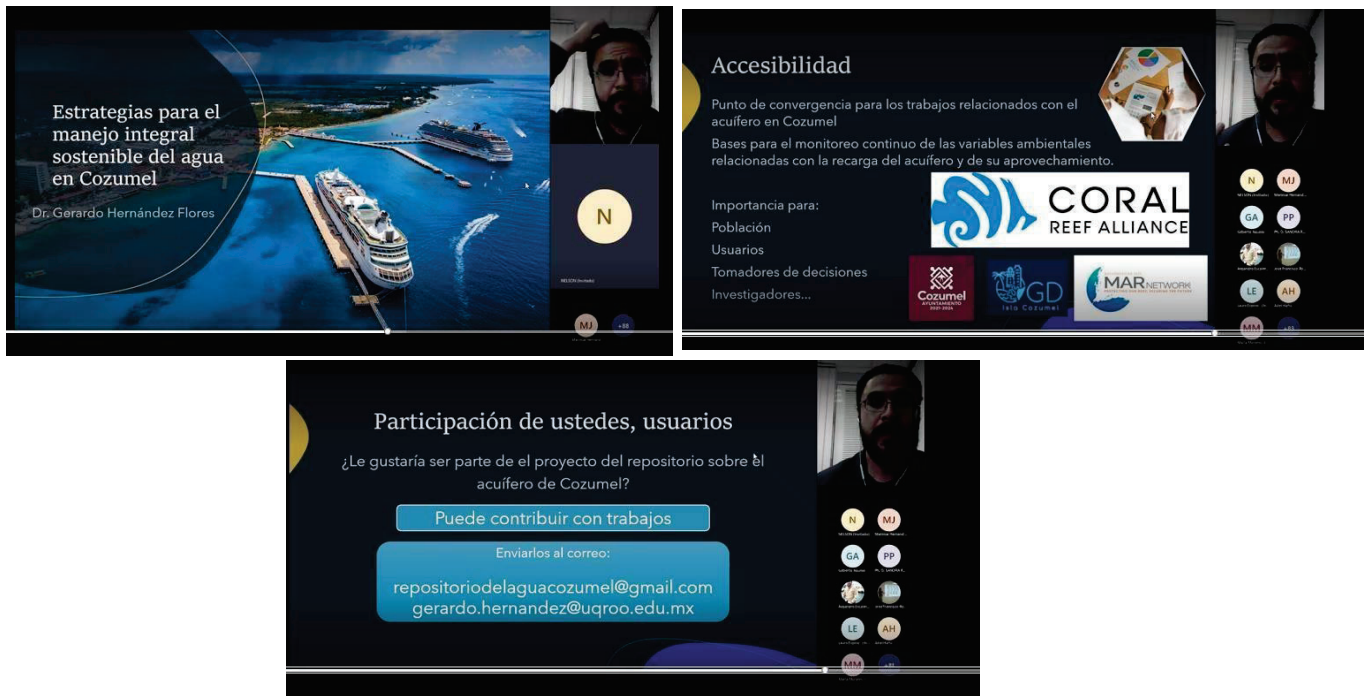 Estrategias para el
manejo integral
sostenible del agua
en Cozumel
Dr. Gerardo Hernández Flores
N
NELSON (Invitado)
MJ
+88
Accesibilidad
Punto de convergencia para los trabajos relacionados con el
acuífero en Cozumel
Bases para el monitoreo continuo de las variables ambientales
relacionadas con la recarga del acuífero y de su aprovechamiento.
Importancia para:
Población
Usuarios
Tomadores de decisiones
Investigadores...
CORAL
REEF ALLIANCE
Cozumel
AYUNTAMIENTO
2021-2024
GD
Isla Cozumel
MAR NETWORK
N
MJ
GA
PP
LE
AH
MM
Participación de ustedes, usuarios
¿Le gustaría ser parte de el proyecto del repositorio sobre el
acuífero de Cozumel?
Puede contribuir con trabajos
Enviarlos al correo:
repositoriodelaguacozumel@gmail.com
gerardo.hernandez@uqroo.edu.mx
N
MJ
GA
PP
LE
AH
MM